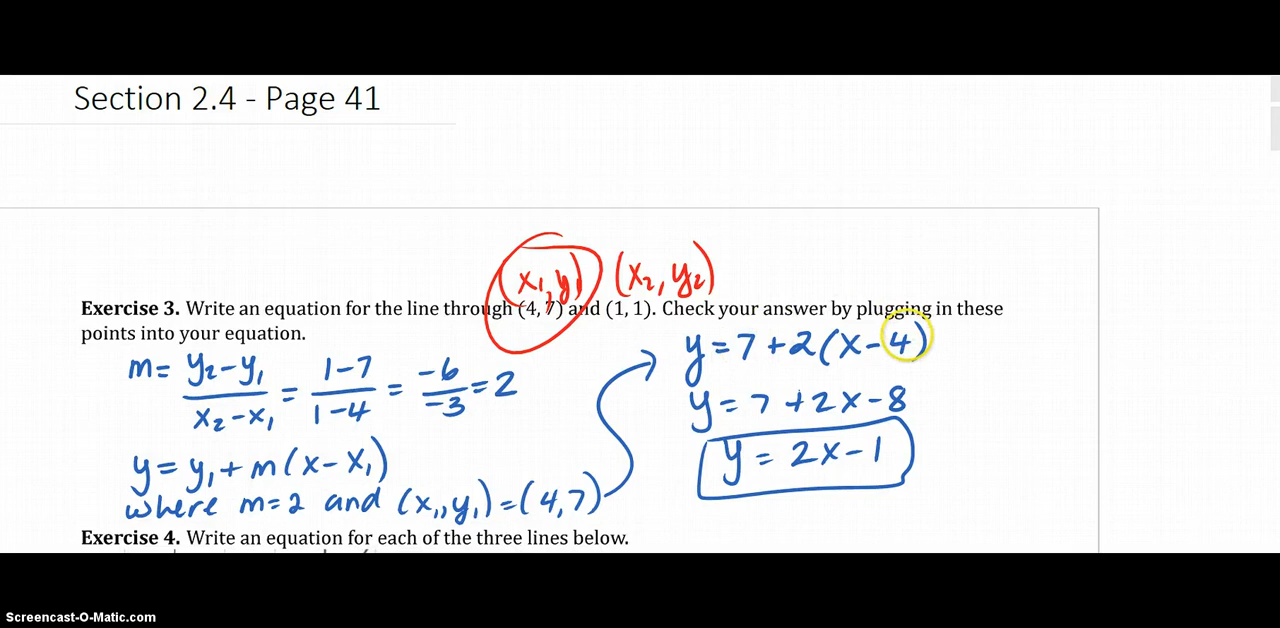 Section 2.4 - Page 41
(x₁, y₁) (x₂, y₂)
Exercise 3. Write an equation for the line through (4, 7) and (1, 1). Check your answer by plugging in these
points into your equation.
m = y₂-y₁ / x₂-x₁ = 1-7 / 1-4 = -6 / -3 = 2
y = y₁ + m(x-x₁)
where m=2 and (x₁, y₁) = (4, 7)
y = 7 + 2(x-4)
y = 7 + 2x - 8
y = 2x - 1
Exercise 4. Write an equation for each of the three lines below.
Screencast-O-Matic.com